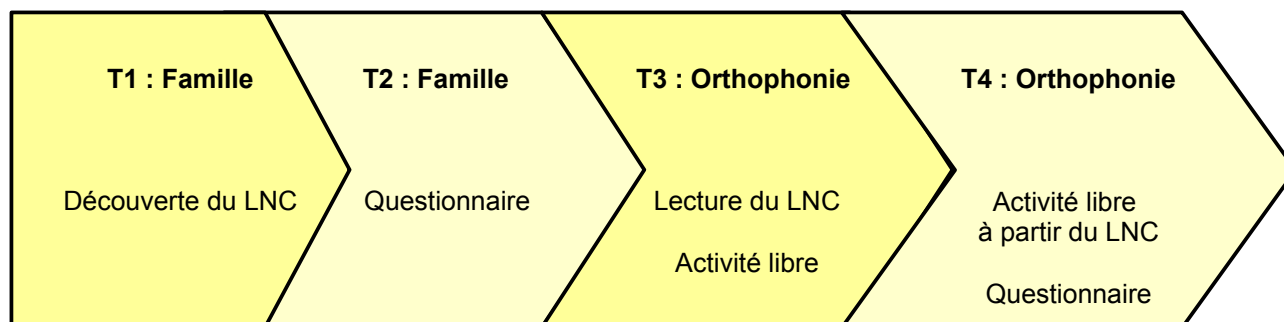 T1 : Famille
Découverte du LNC
T2 : Famille
Questionnaire
T3 : Orthophonie
Lecture du LNC
Activité libre
T4 : Orthophonie
Activité libre
à partir du LNC
Questionnaire